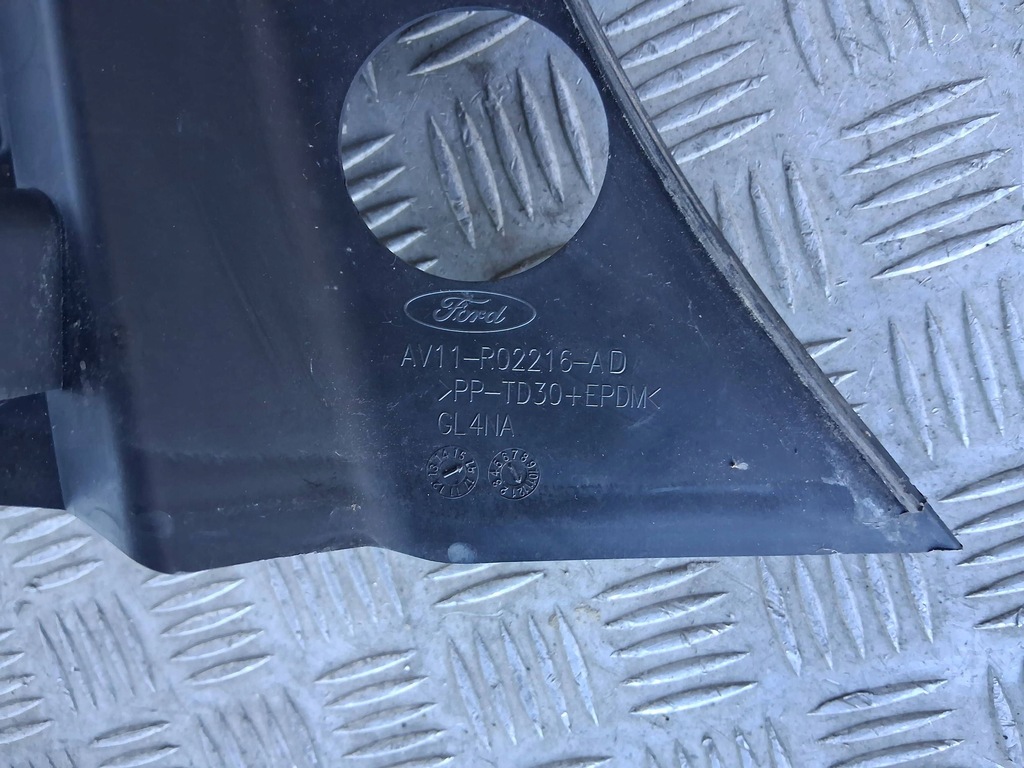 Ford
AV11-R02216-AD
>PP-TD30+EPDM<
GL4NA